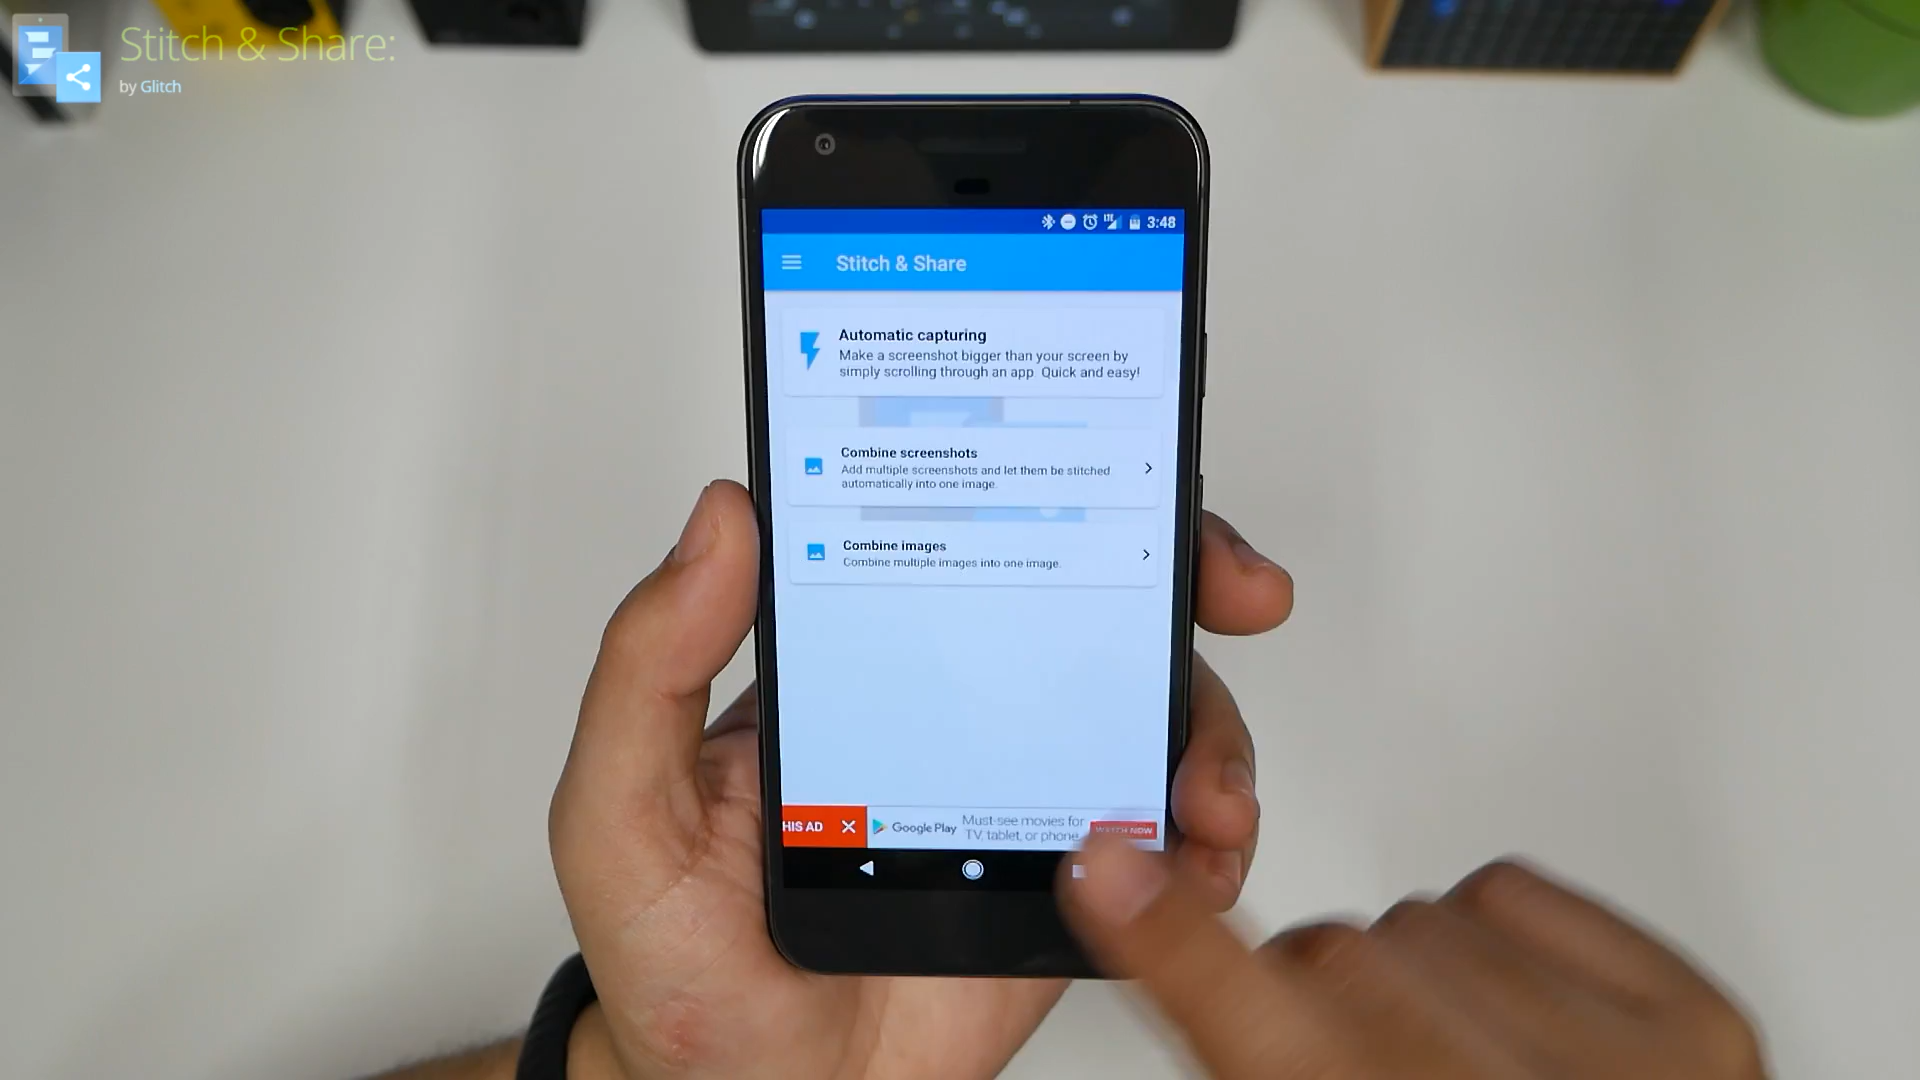 Stitch & Share:
by Glitch
LTE
3:48
Stitch & Share
Automatic capturing
Make a screenshot bigger than your screen by
simply scrolling through an app. Quick and easy!
Combine screenshots
Add multiple screenshots and let them be stitched
automatically into one image.
Combine images
Combine multiple images into one image.
HIS AD
Google Play
Must-see movies for
TV, tablet, or phone
WATCH NOW